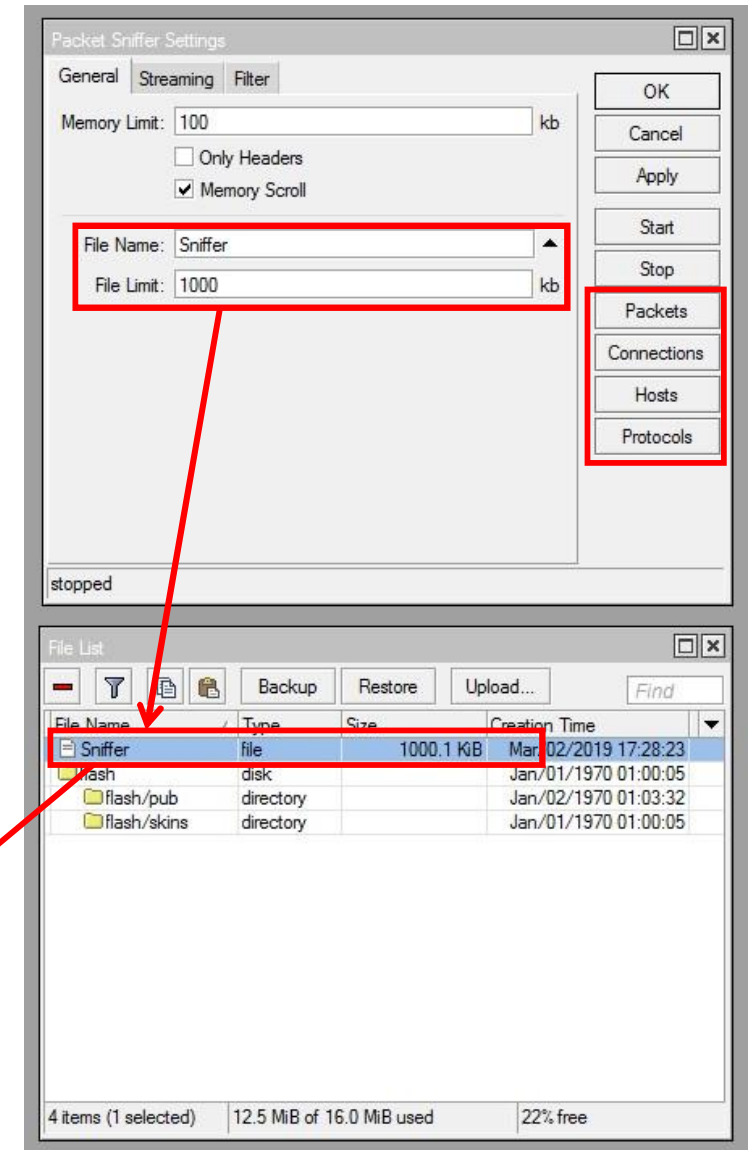 Packet Sniffer Settings
General Streaming Filter
OK
Memory Limit: 100 kb
Cancel
Only Headers
Apply
Memory Scroll
Start
File Name: Sniffer
Stop
File Limit: 1000 kb
Packets
Connections
Hosts
Protocols
stopped
File List
Backup Restore Upload... Find
File Name Type Size Creation Time
Sniffer file 1000.1 KiB Mar/02/2019 17:28:23
flash disk Jan/01/1970 01:00:05
flash/pub directory Jan/02/1970 01:03:32
flash/skins directory Jan/01/1970 01:00:05
4 items (1 selected) 12.5 MiB of 16.0 MiB used 22% free